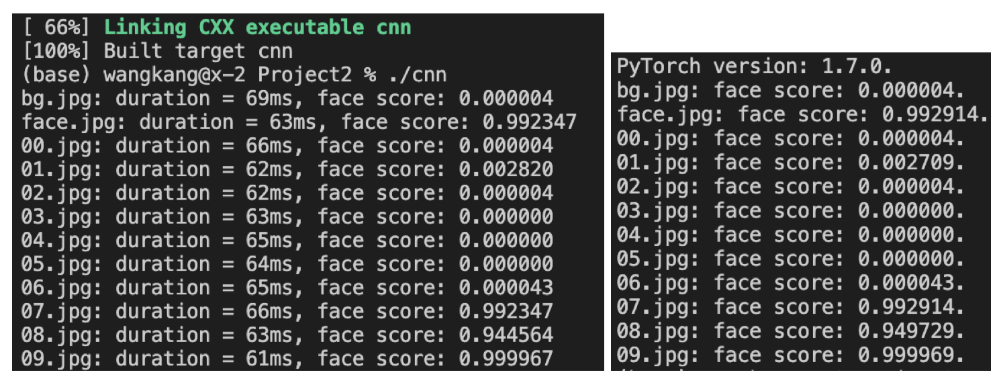 [ 66%] Linking CXX executable cnn
[100%] Built target cnn
(base) wangkang@x-2 Project2 % ./cnn
bg.jpg: duration = 69ms, face score: 0.000004
face.jpg: duration = 63ms, face score: 0.992347
00.jpg: duration = 66ms, face score: 0.000004
01.jpg: duration = 62ms, face score: 0.002820
02.jpg: duration = 62ms, face score: 0.000004
03.jpg: duration = 63ms, face score: 0.000000
04.jpg: duration = 65ms, face score: 0.000000
05.jpg: duration = 64ms, face score: 0.000000
06.jpg: duration = 65ms, face score: 0.000043
07.jpg: duration = 66ms, face score: 0.992347
08.jpg: duration = 63ms, face score: 0.944564
09.jpg: duration = 61ms, face score: 0.999967
PyTorch version: 1.7.0.
bg.jpg: face score: 0.000004.
face.jpg: face score: 0.992914.
00.jpg: face score: 0.000004.
01.jpg: face score: 0.002709.
02.jpg: face score: 0.000004.
03.jpg: face score: 0.000000.
04.jpg: face score: 0.000000.
05.jpg: face score: 0.000000.
06.jpg: face score: 0.000043.
07.jpg: face score: 0.992914.
08.jpg: face score: 0.949729.
09.jpg: face score: 0.999969.